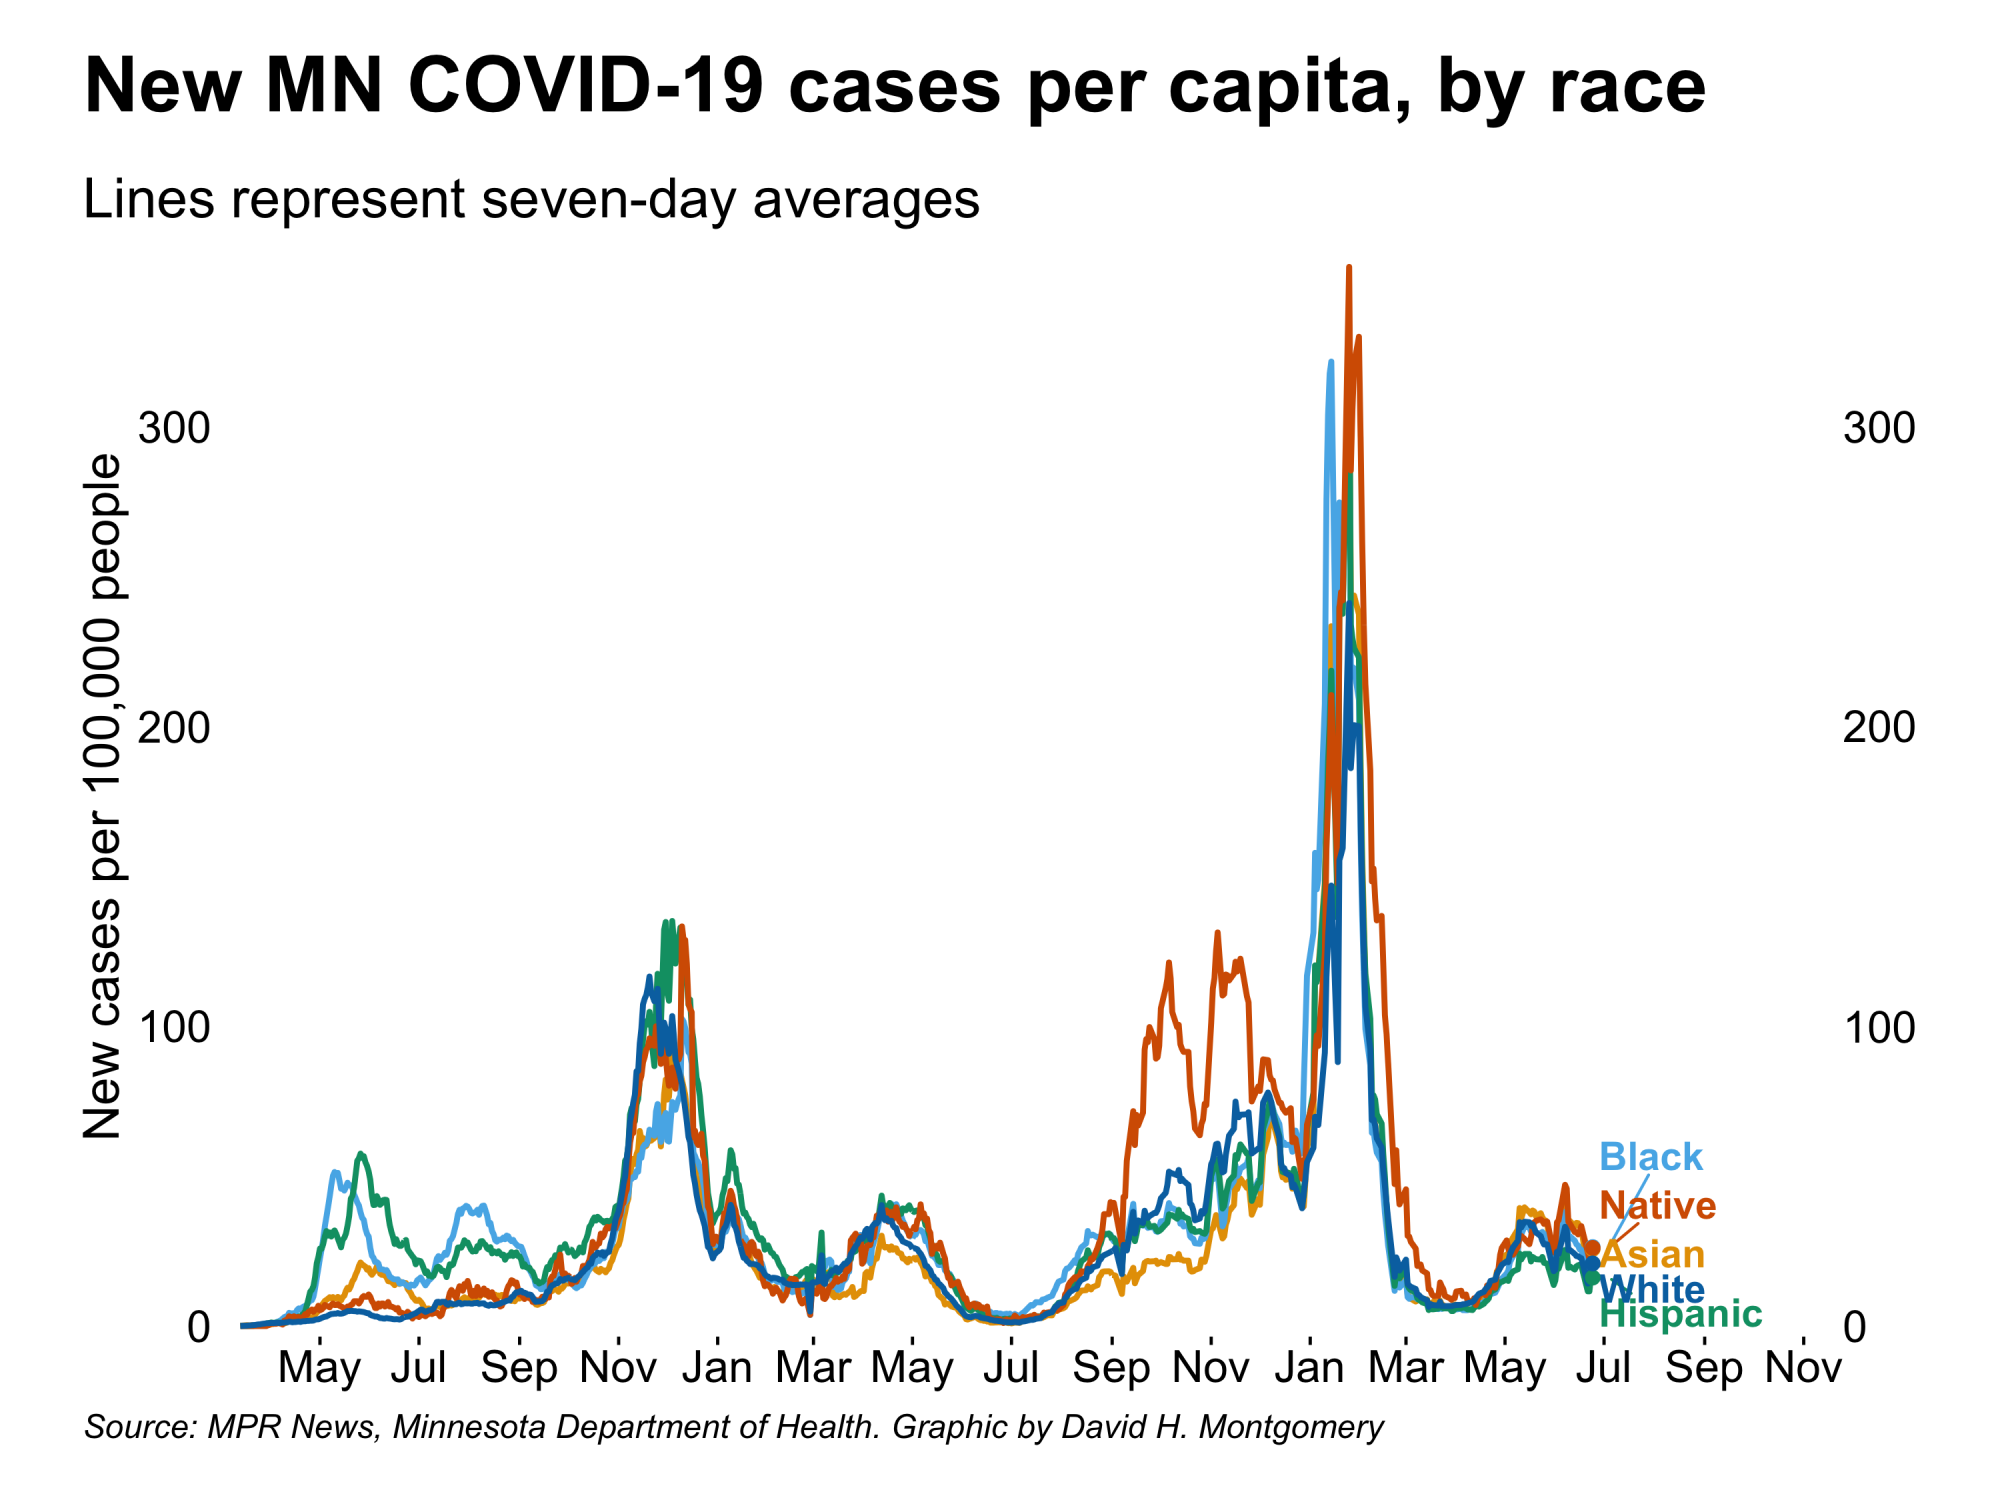 New MN COVID-19 cases per capita, by race
Lines represent seven-day averages
New cases per 100,000 people
300
200
100
0
300
200
100
0
Black
Native
Asian
White
Hispanic
May Jul Sep Nov Jan Mar May Jul Sep Nov Jan Mar May Jul Sep Nov
Source: MPR News, Minnesota Department of Health. Graphic by David H. Montgomery